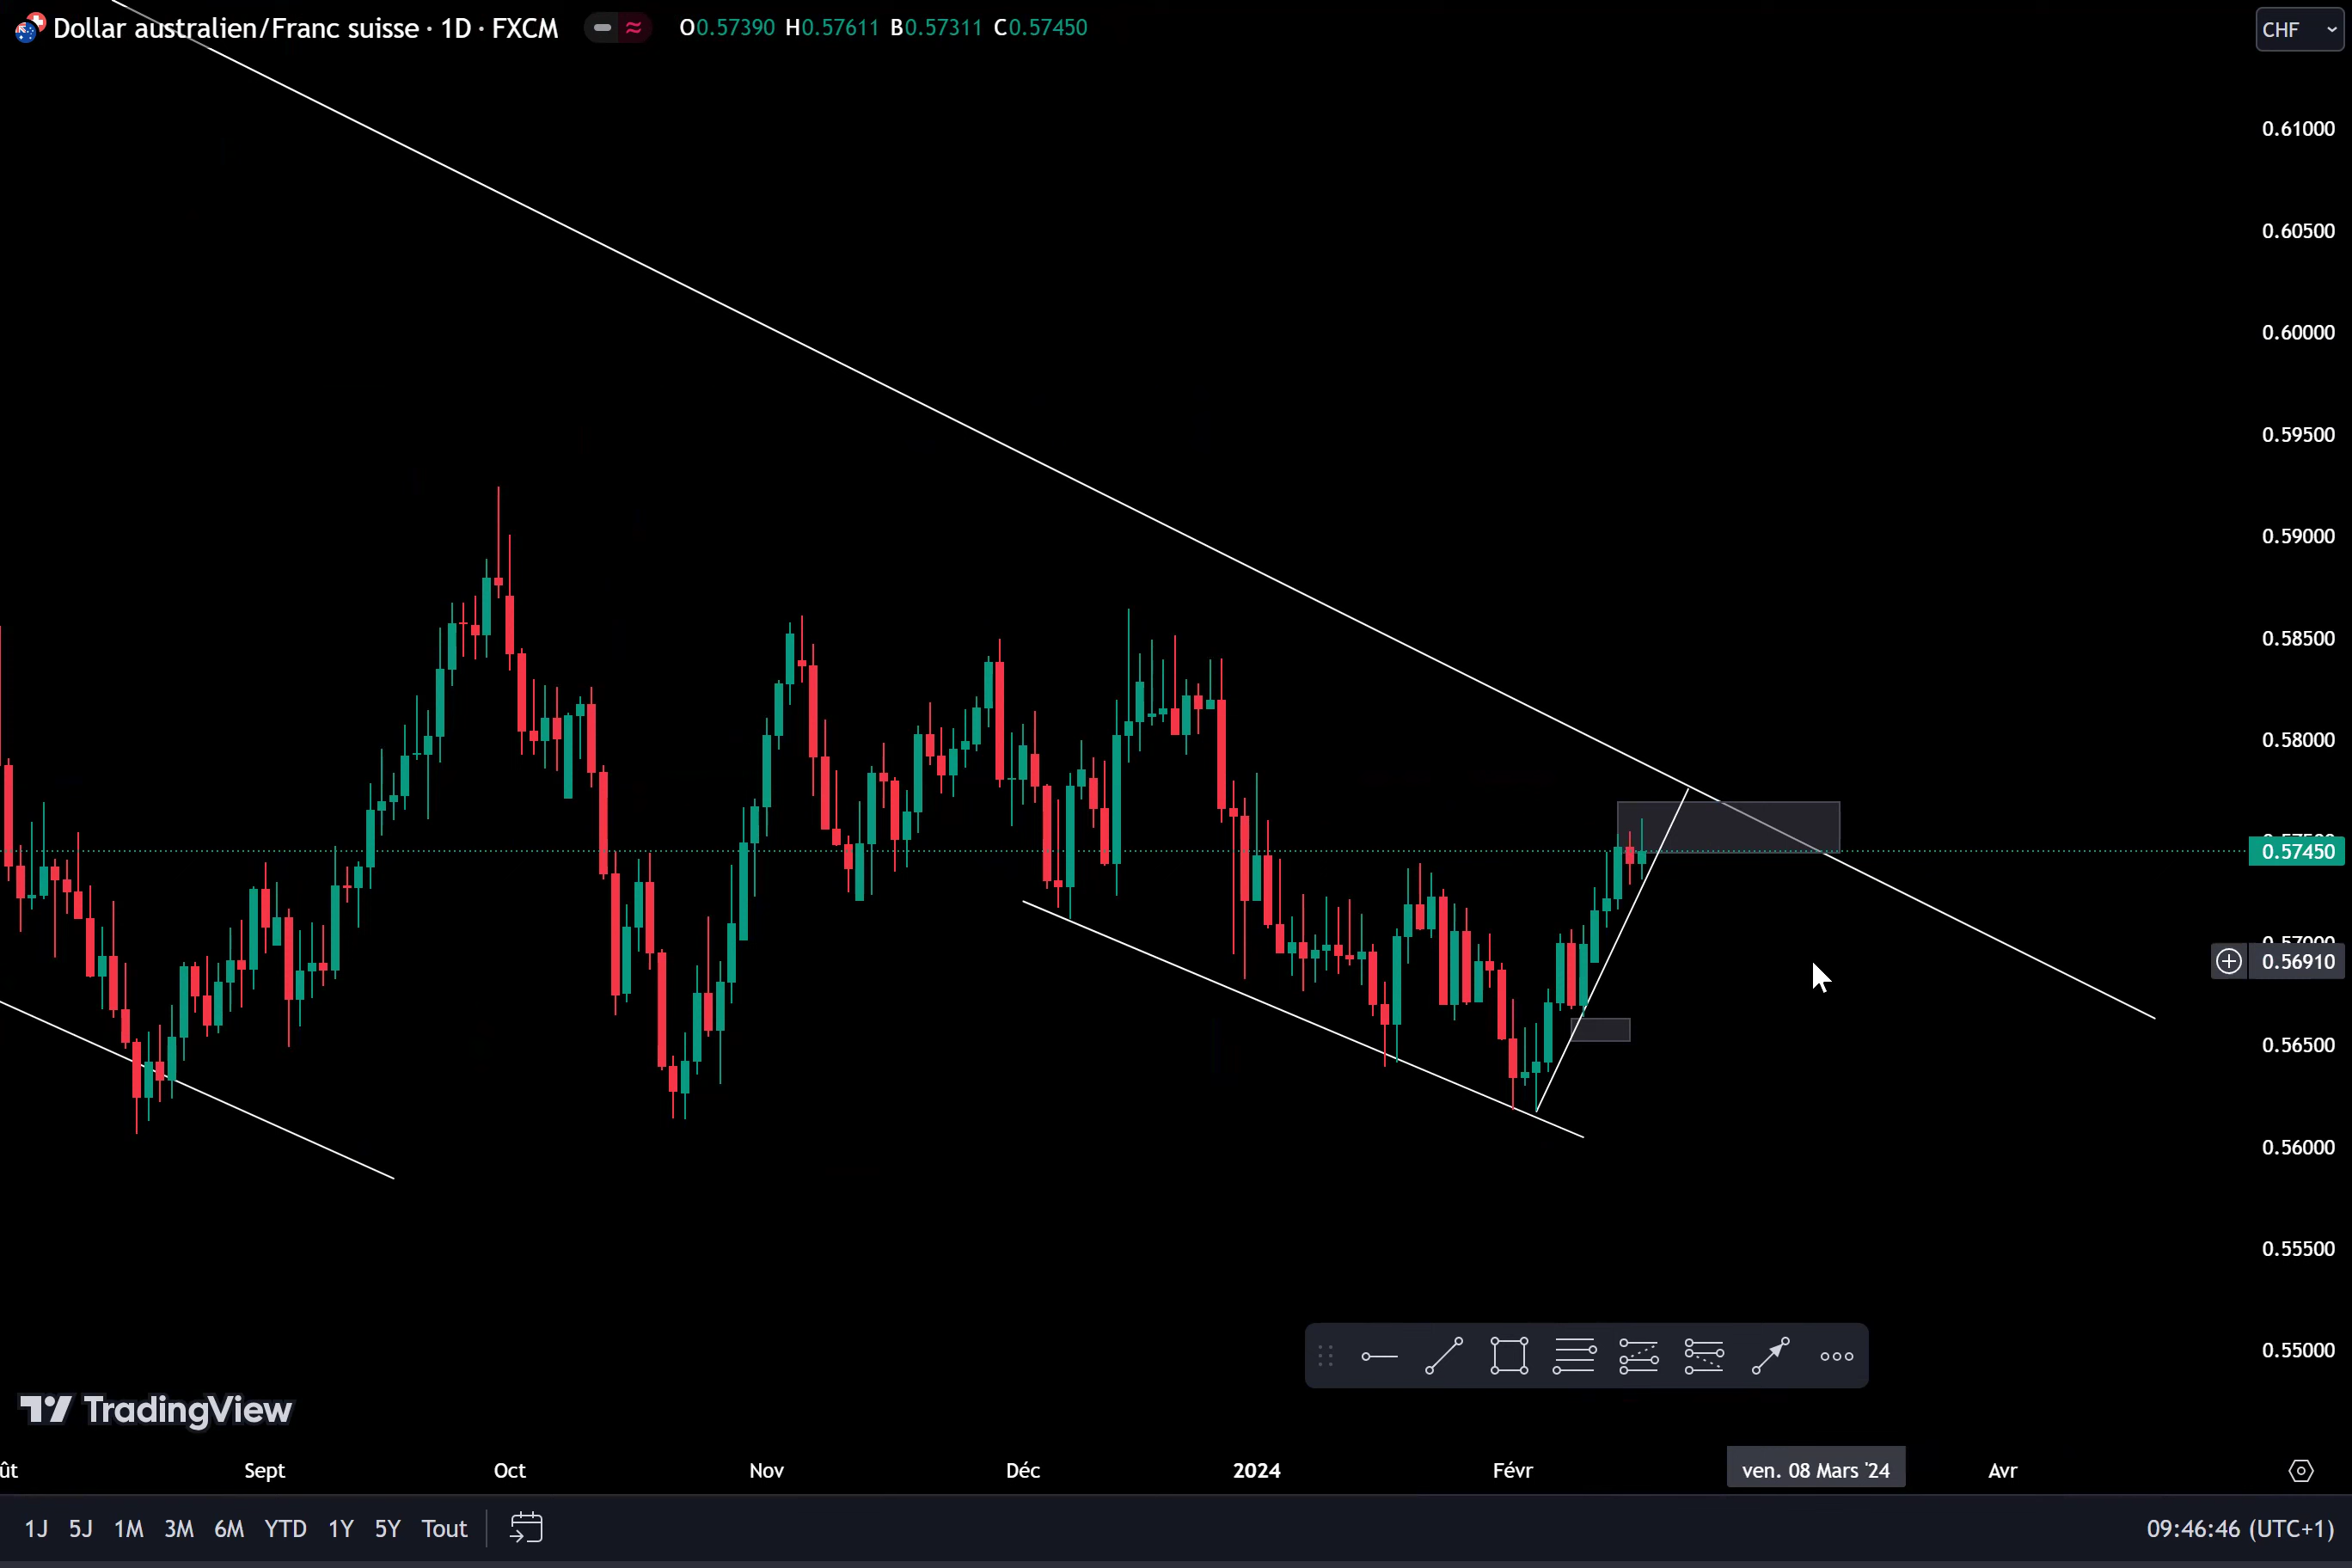 Dollar australien/Franc suisse · 1D · FXCM O0.57390 H0.57611 B0.57311 C0.57450
CHF
0.61000
0.60500
0.60000
0.59500
0.59000
0.58500
0.58000
0.57450
0.56910
0.56500
0.56000
0.55500
0.55000
TradingView
ût Sept Oct Nov Déc 2024 Févr ven. 08 Mars '24 Avr
1J 5J 1M 3M 6M YTD 1Y 5Y Tout 09:46:46 (UTC+1)